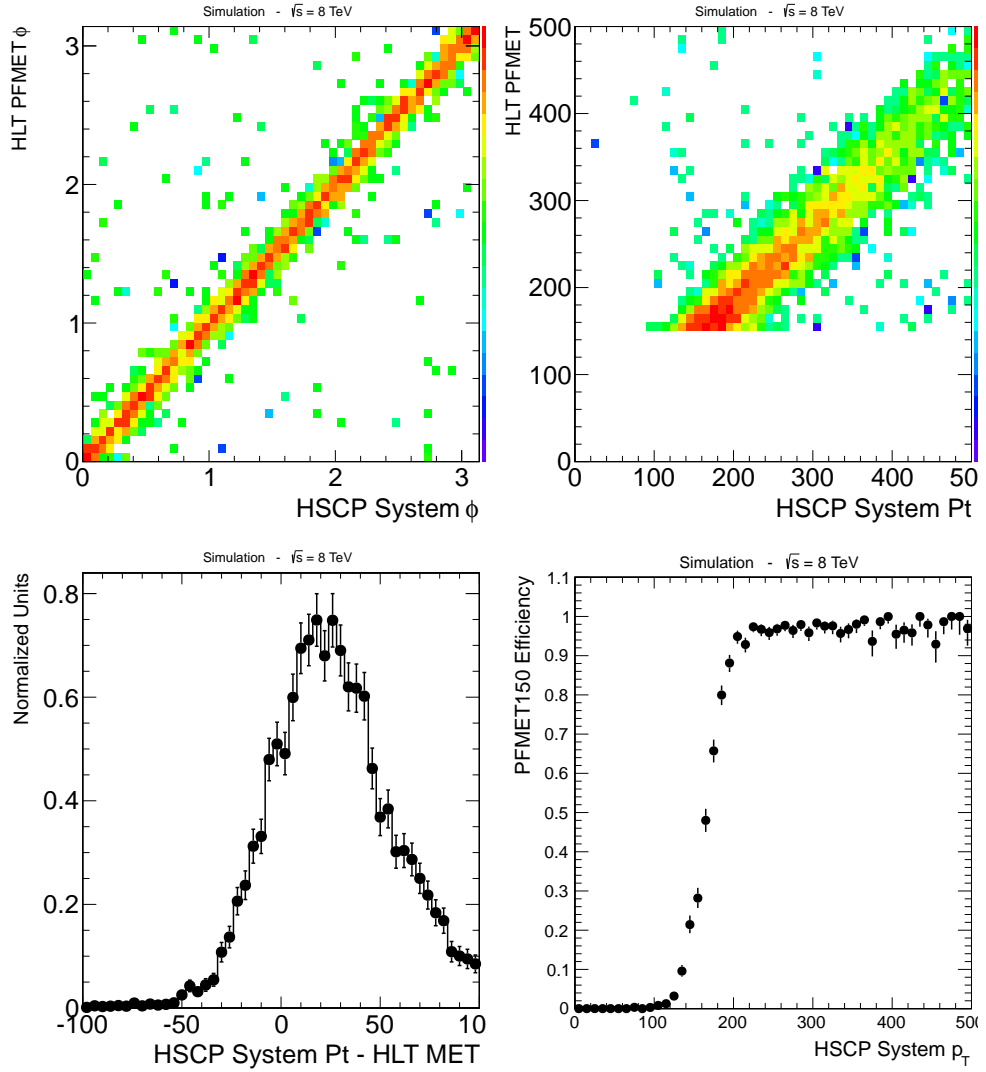 Simulation - √s = 8 TeV
HLT PFMET ϕ
3
2
1
0
0 1 2 3
HSCP System ϕ
Simulation - √s = 8 TeV
HLT PFMET
500
400
300
200
100
0
0 100 200 300 400 50
HSCP System Pt
Simulation - √s = 8 TeV
Normalized Units
0.8
0.6
0.4
0.2
0
-100 -50 0 50 10
HSCP System Pt - HLT MET
Simulation - √s = 8 TeV
PFMET150 Efficiency
1.1
1
0.9
0.8
0.7
0.6
0.5
0.4
0.3
0.2
0.1
0
0 100 200 300 400 500
HSCP System p_T